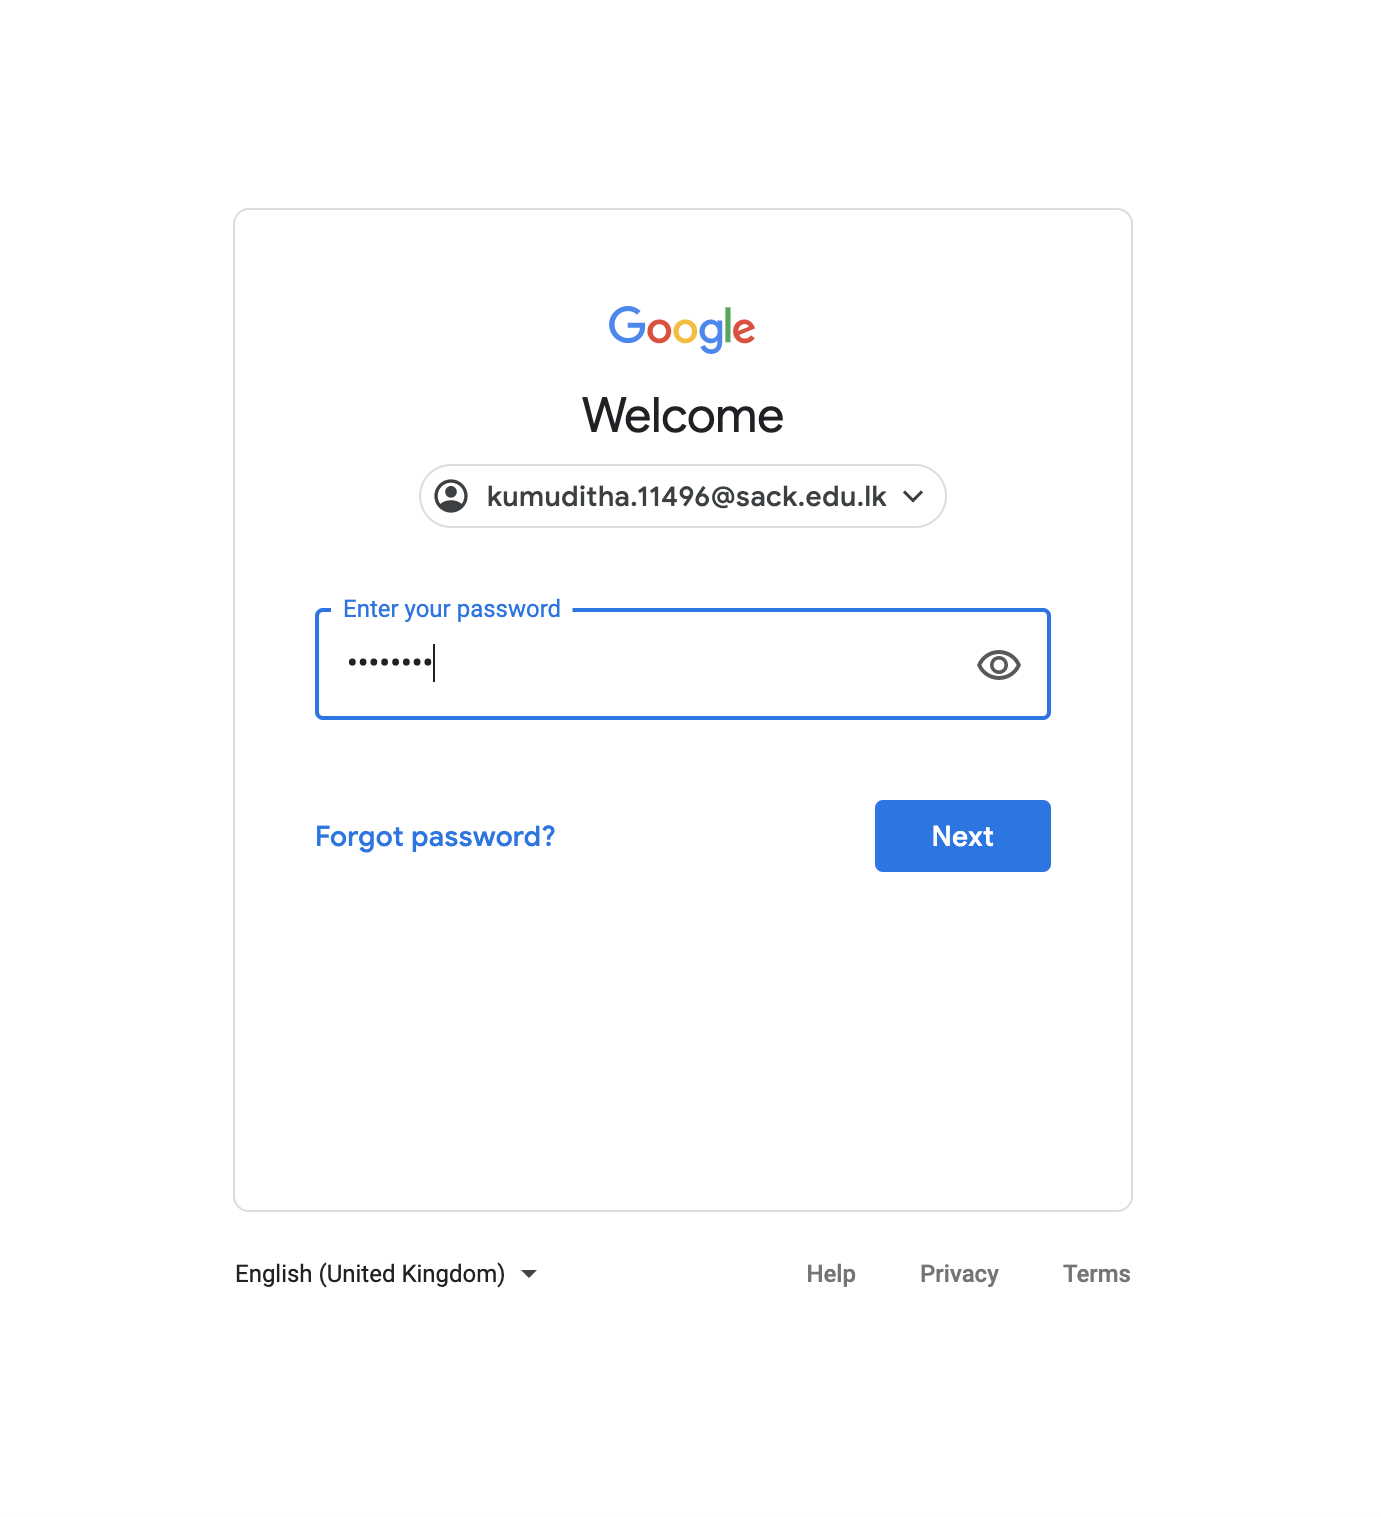 Google
Welcome
kumuditha.11496@sack.edu.lk
Enter your password
••••••••
Forgot password?
Next
English (United Kingdom)
Help
Privacy
Terms